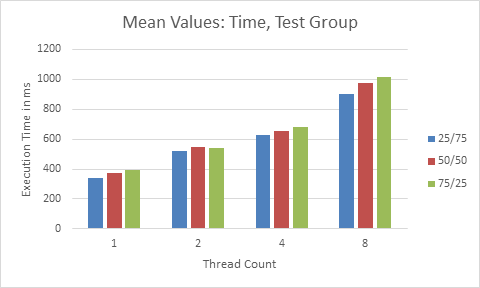 Mean Values: Time, Test Group
1200
1000
800
600
400
200
0
Execution Time in ms
1 2 4 8
Thread Count
25/75
50/50
75/25